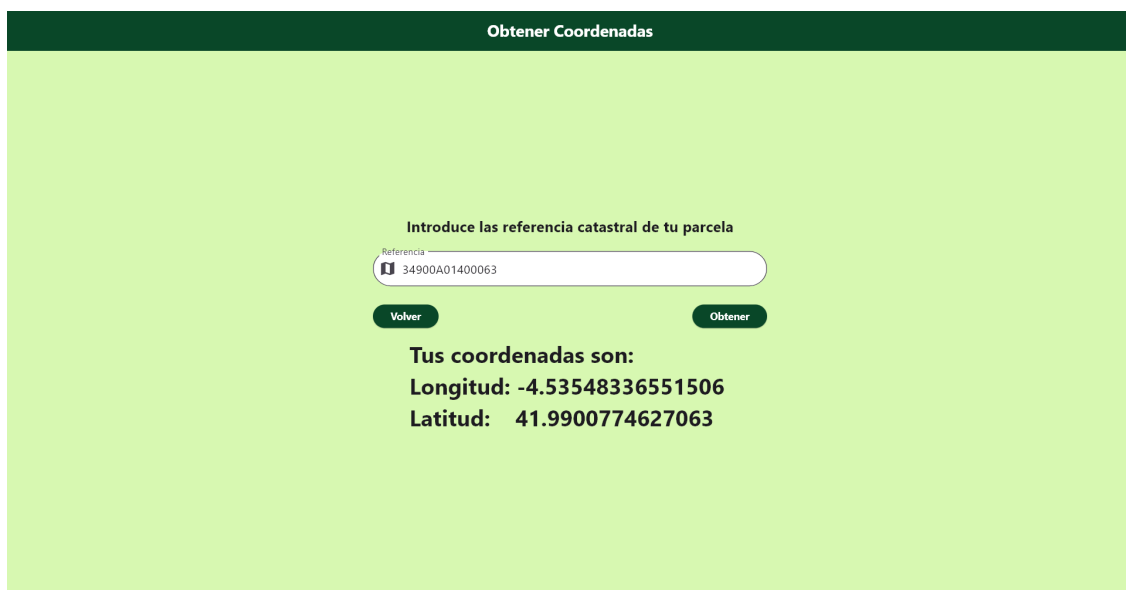 Obtener Coordenadas
Introduce las referencia catastral de tu parcela
Referencia
34900A01400063
Volver
Obtener
Tus coordenadas son:
Longitud: -4.53548336551506
Latitud: 41.9900774627063